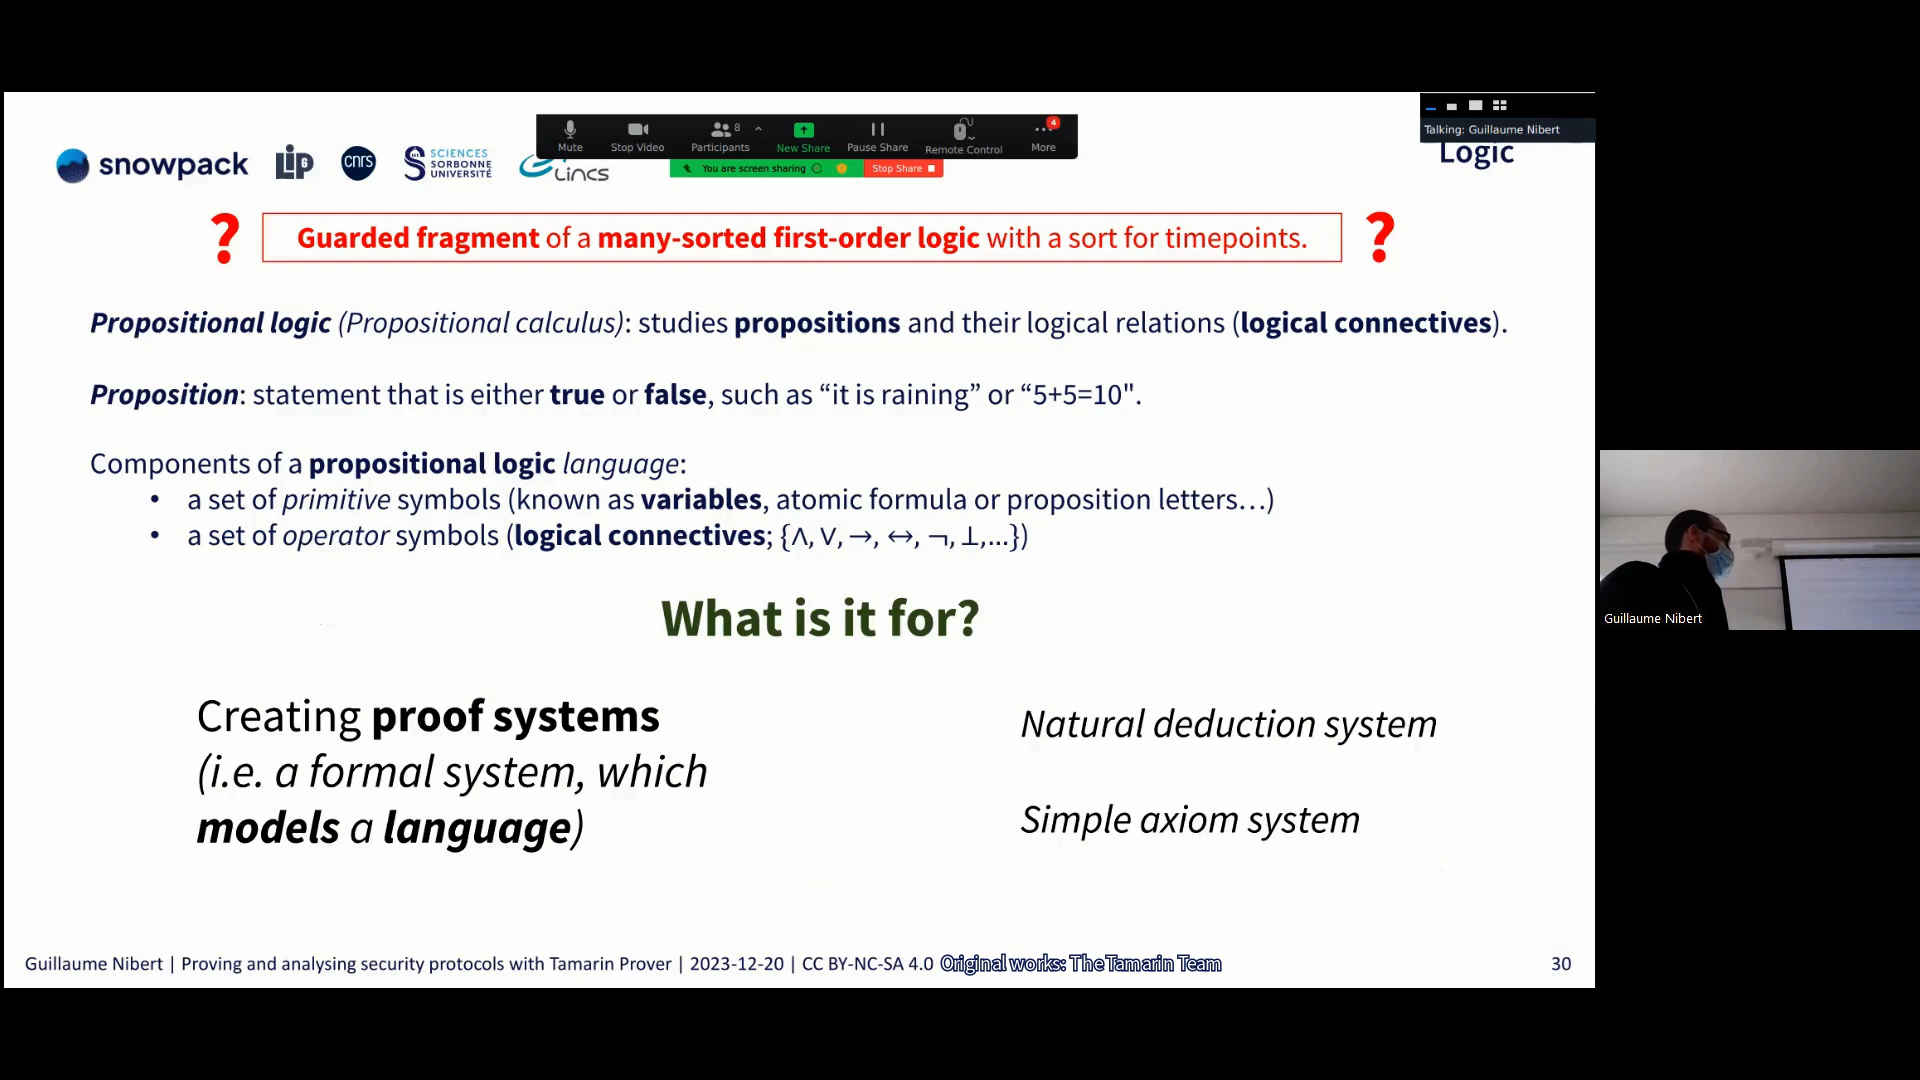 Mute
Stop Video
Participants
8
New Share
Pause Share
Remote Control
4
More
You are screen sharing
Stop Share
Talking: Guillaume Nibert
Logic
snowpack
LIP6
cnrs
SCIENCES
SORBONNE
UNIVERSITÉ
Lincs
? Guarded fragment of a many-sorted first-order logic with a sort for timepoints. ?
Propositional logic (Propositional calculus): studies propositions and their logical relations (logical connectives).
Proposition: statement that is either true or false, such as “it is raining” or “5+5=10".
Components of a propositional logic language:
• a set of primitive symbols (known as variables, atomic formula or proposition letters…)
• a set of operator symbols (logical connectives; {∧, ∨, →, ↔, ¬, ⊥,...})
What is it for?
Creating proof systems
(i.e. a formal system, which
models a language)
Natural deduction system
Simple axiom system
Guillaume Nibert
Guillaume Nibert | Proving and analysing security protocols with Tamarin Prover | 2023-12-20 | CC BY-NC-SA 4.0 Original works: The Tamarin Team
30